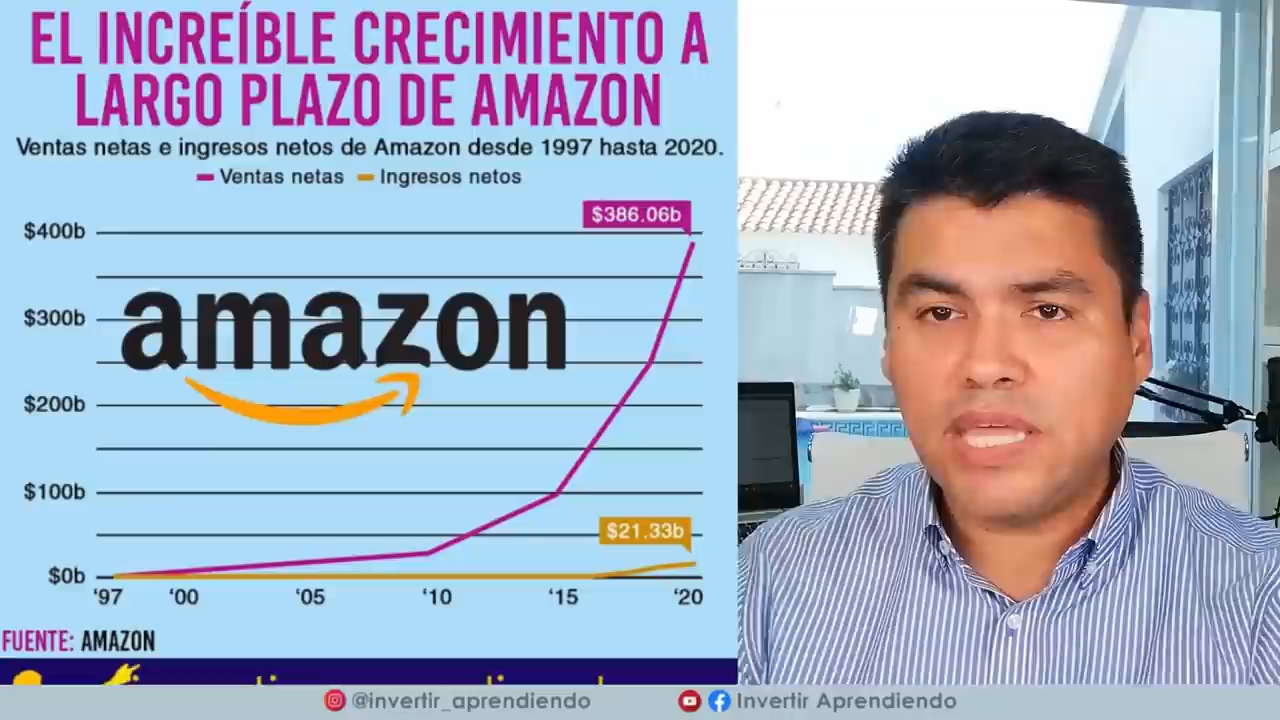 EL INCREÍBLE CRECIMIENTO A
LARGO PLAZO DE AMAZON
Ventas netas e ingresos netos de Amazon desde 1997 hasta 2020.
Ventas netas Ingresos netos
$386.06b
$400b
amazon
$300b
$200b
$100b
$21.33b
$0b
'97 '00 '05 '10 '15 '20
FUENTE: AMAZON
@invertir_aprendiendo Invertir Aprendiendo